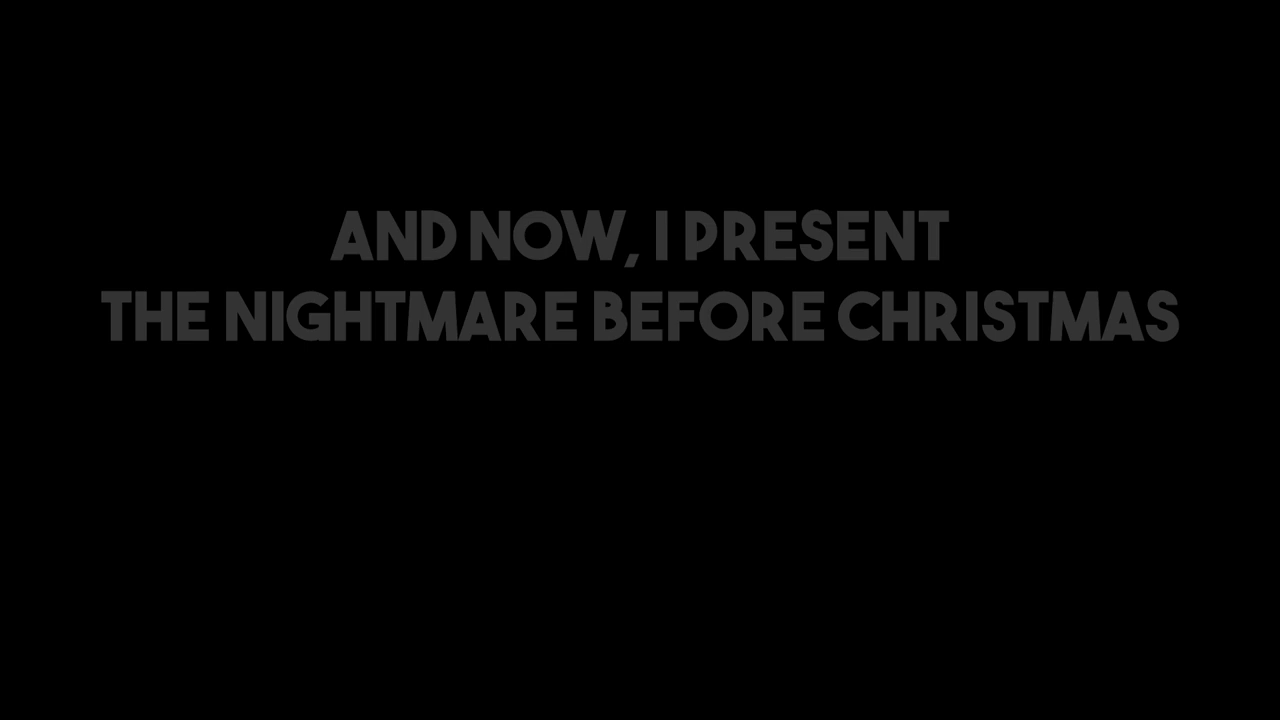 AND NOW, I PRESENT
THE NIGHTMARE BEFORE CHRISTMAS